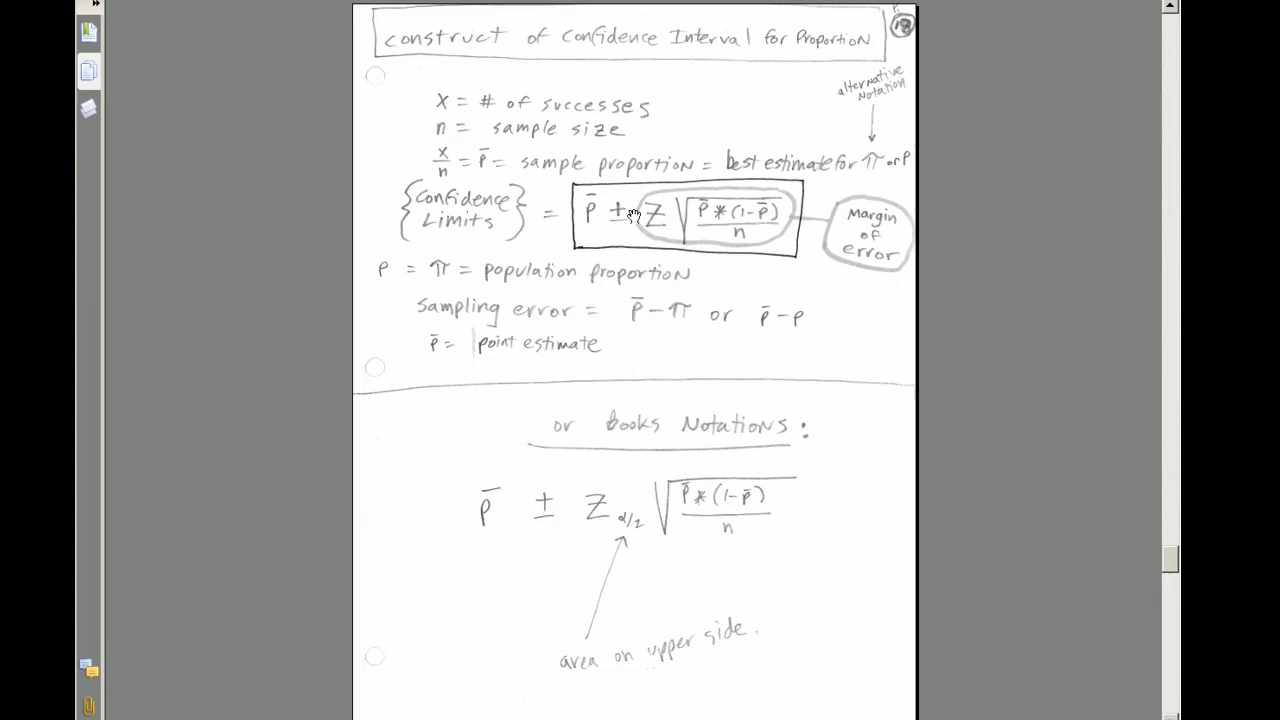 P. 18
Construct of Confidence Interval for Proportion
alternative
Notation
X = # of successes
n = sample size
x/n = p̄ = sample proportion = best estimate for π or P
{Confidence Limits} = p̄ ± Z √(p̄*(1-p̄)/n)
Margin
of
error
P = π = population proportion
Sampling error = p̄ - π or p̄ - p
p̄ = point estimate
or Books Notations:
p̄ ± Z α/2 √(p̄*(1-p̄)/n)
area on upper side.